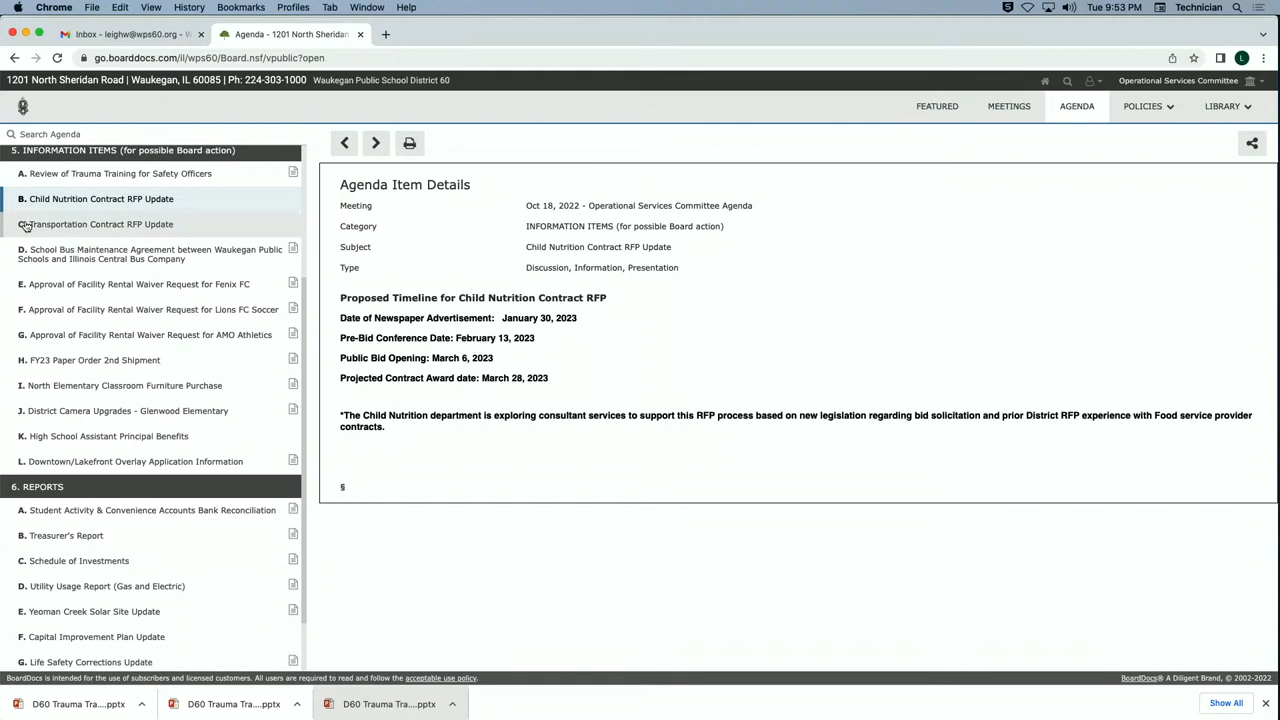 Chrome File Edit View History Bookmarks Profiles Tab Window Help Tue 9:53 PM Technician
Inbox - leighw@wps60.org - W Agenda - 1201 North Sheridan
go.boarddocs.com/il/wps60/Board.nsf/vpublic?open L
1201 North Sheridan Road | Waukegan, IL 60085 | Ph: 224-303-1000 Waukegan Public School District 60 Operational Services Committee
FEATURED MEETINGS AGENDA POLICIES LIBRARY
Search Agenda
5. INFORMATION ITEMS (for possible Board action)
A. Review of Trauma Training for Safety Officers
B. Child Nutrition Contract RFP Update
C. Transportation Contract RFP Update
D. School Bus Maintenance Agreement between Waukegan Public
Schools and Illinois Central Bus Company
E. Approval of Facility Rental Waiver Request for Fenix FC
F. Approval of Facility Rental Waiver Request for Lions FC Soccer
G. Approval of Facility Rental Waiver Request for AMO Athletics
H. FY23 Paper Order 2nd Shipment
I. North Elementary Classroom Furniture Purchase
J. District Camera Upgrades - Glenwood Elementary
K. High School Assistant Principal Benefits
L. Downtown/Lakefront Overlay Application Information
6. REPORTS
A. Student Activity & Convenience Accounts Bank Reconciliation
B. Treasurer's Report
C. Schedule of Investments
D. Utility Usage Report (Gas and Electric)
E. Yeoman Creek Solar Site Update
F. Capital Improvement Plan Update
G. Life Safety Corrections Update
Agenda Item Details
Meeting Oct 18, 2022 - Operational Services Committee Agenda
Category INFORMATION ITEMS (for possible Board action)
Subject Child Nutrition Contract RFP Update
Type Discussion, Information, Presentation
Proposed Timeline for Child Nutrition Contract RFP
Date of Newspaper Advertisement: January 30, 2023
Pre-Bid Conference Date: February 13, 2023
Public Bid Opening: March 6, 2023
Projected Contract Award date: March 28, 2023
*The Child Nutrition department is exploring consultant services to support this RFP process based on new legislation regarding bid solicitation and prior District RFP experience with Food service provider
contracts.
§
BoardDocs is intended for the use of subscribers and licensed customers. All users are required to read and follow the acceptable use policy. BoardDocs® A Diligent Brand, © 2002-2022
D60 Trauma Tra....pptx D60 Trauma Tra....pptx D60 Trauma Tra....pptx Show All